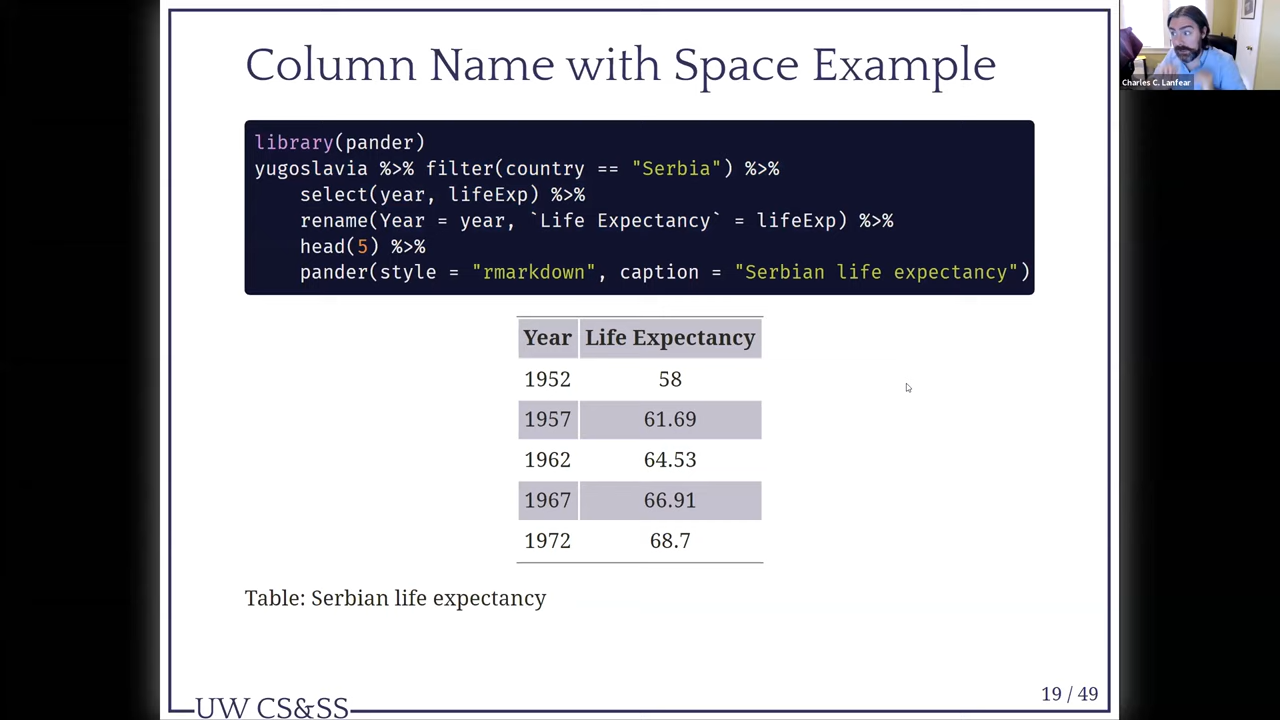 Column Name with Space Example
Charles C. Lanfear
library(pander)
yugoslavia %>% filter(country == "Serbia") %>%
    select(year, lifeExp) %>%
    rename(Year = year, `Life Expectancy` = lifeExp) %>%
    head(5) %>%
    pander(style = "rmarkdown", caption = "Serbian life expectancy")
Year Life Expectancy
1952 58
1957 61.69
1962 64.53
1967 66.91
1972 68.7
Table: Serbian life expectancy
19 / 49
UW CS&SS